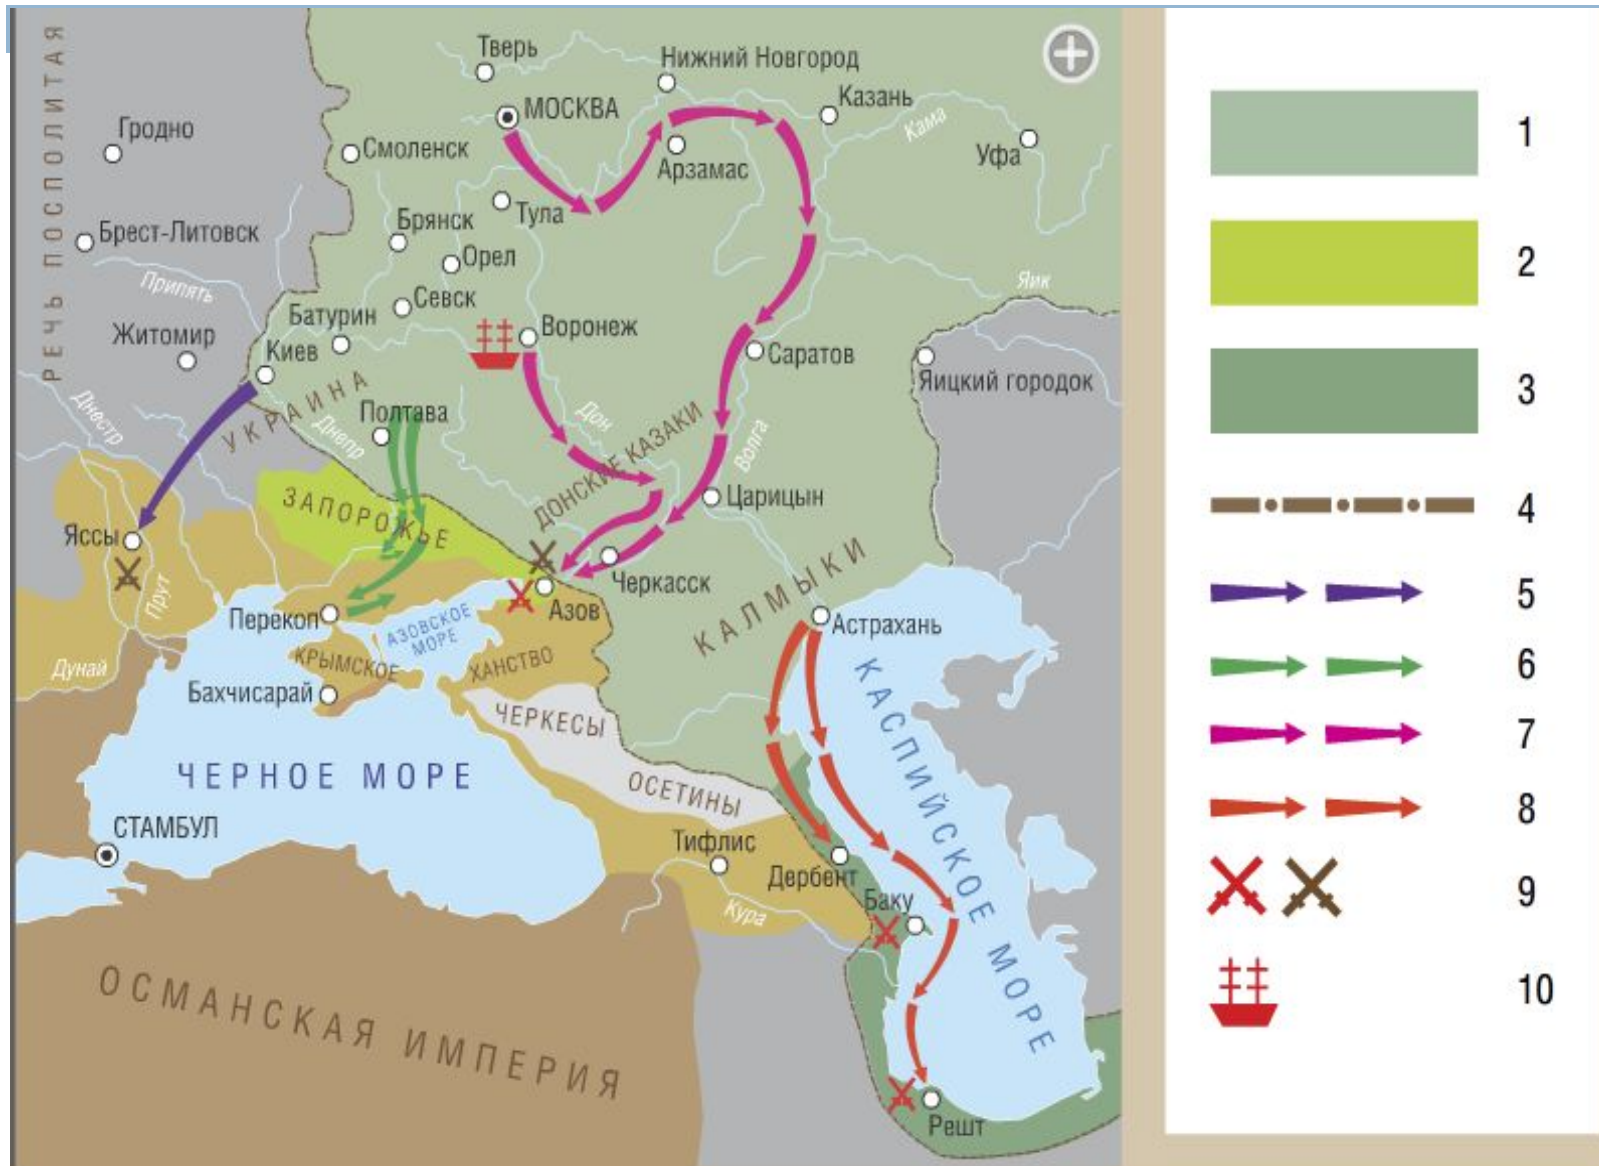 РЕЧЬ ПОСПОЛИТАЯ
Тверь
Нижний Новгород
МОСКВА
Казань
Кама
Гродно
Смоленск
Арзамас
Уфа
Тула
Брянск
Брест-Литовск
Орел
Припять
Яик
Севск
Батурин
Воронеж
Житомир
Киев
Саратов
Яицкий городок
УКРАИНА
Полтава
Днестр
Днепр
Дон
Волга
ДОНСКИЕ КАЗАКИ
ЗАПОРОЖЬЕ
Царицын
Яссы
Черкасск
КАЛМЫКИ
Прут
Перекоп
АЗОВСКОЕ
МОРЕ
Азов
Астрахань
Дунай
КРЫМСКОЕ
ХАНСТВО
Бахчисарай
ЧЕРКЕСЫ
КАСПИЙСКОЕ МОРЕ
ЧЕРНОЕ МОРЕ
ОСЕТИНЫ
СТАМБУЛ
Тифлис
Дербент
Кура
Баку
ОСМАНСКАЯ ИМПЕРИЯ
Решт
1
2
3
4
5
6
7
8
9
10